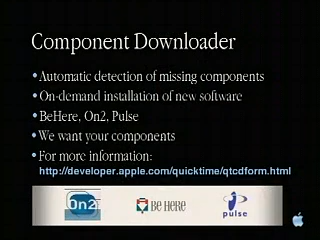 Component Downloader
• Automatic detection of missing components
• On-demand installation of new software
• BeHere, On2, Pulse
• We want your components
• For more information:
http://developer.apple.com/quicktime/qtcdform.html
On2
BE HERE
pulse